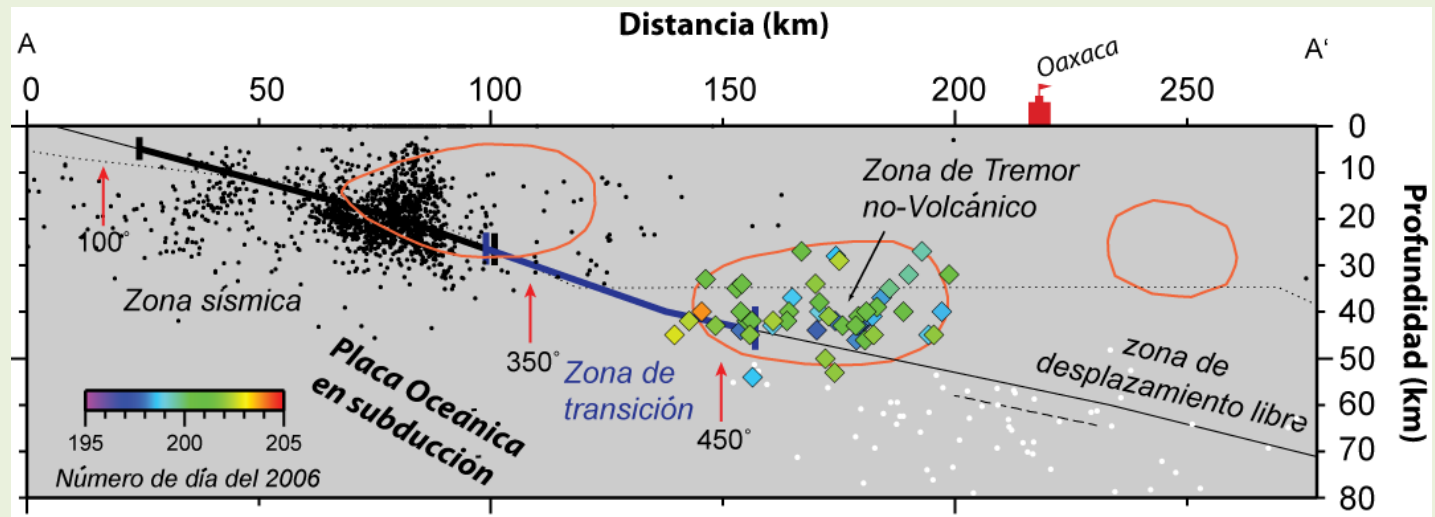 Distancia (km)
A
A‘
Oaxaca
0 50 100 150 200 250
0
10
20
30
40
50
60
70
80
Profundidad (km)
Zona de Tremor
no-Volcánico
100°
Zona sísmica
350°
Zona de
transición
450°
Placa Oceánica
en subducción
zona de
desplazamiento libre
195 200 205
Número de día del 2006